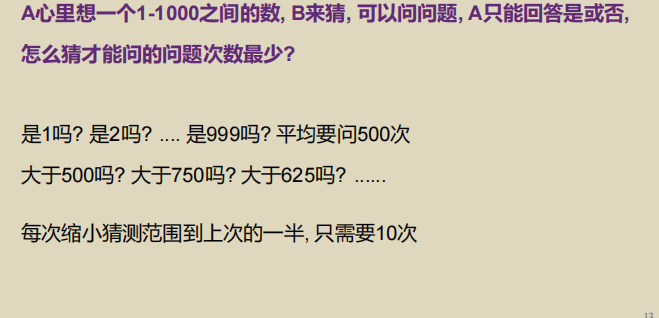 A心里想一个1-1000之间的数, B来猜, 可以问问题, A只能回答是或否,
怎么猜才能问的问题次数最少?
是1吗? 是2吗? .... 是999吗? 平均要问500次
大于500吗? 大于750吗? 大于625吗? ......
每次缩小猜测范围到上次的一半, 只需要10次
13